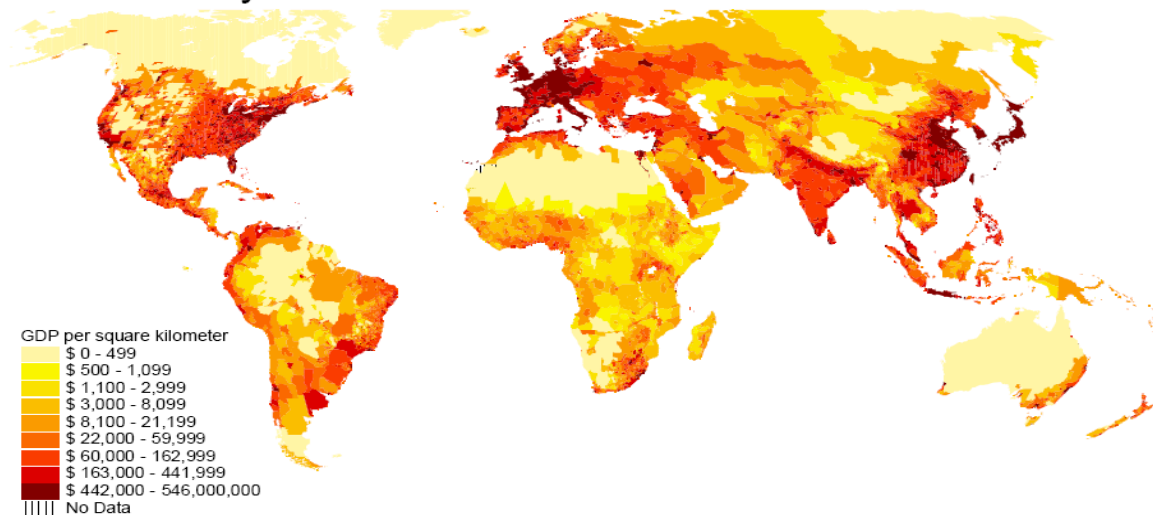 GDP per square kilometer
$ 0 - 499
$ 500 - 1,099
$ 1,100 - 2,999
$ 3,000 - 8,099
$ 8,100 - 21,199
$ 22,000 - 59,999
$ 60,000 - 162,999
$ 163,000 - 441,999
$ 442,000 - 546,000,000
No Data